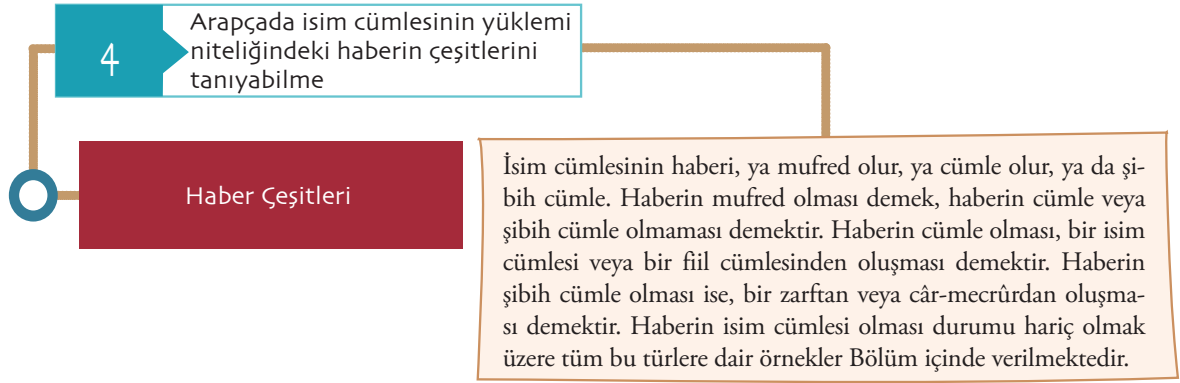 4
Arapçada isim cümlesinin yüklemi
niteliğindeki haberin çeşitlerini
tanıyabilme
Haber Çeşitleri
İsim cümlesinin haberi, ya mufred olur, ya cümle olur, ya da şi-
bih cümle. Haberin mufred olması demek, haberin cümle veya
şibih cümle olmaması demektir. Haberin cümle olması, bir isim
cümlesi veya bir fiil cümlesinden oluşması demektir. Haberin
şibih cümle olması ise, bir zarftan veya câr-mecrûrdan oluşma-
sı demektir. Haberin isim cümlesi olması durumu hariç olmak
üzere tüm bu türlere dair örnekler Bölüm içinde verilmektedir.